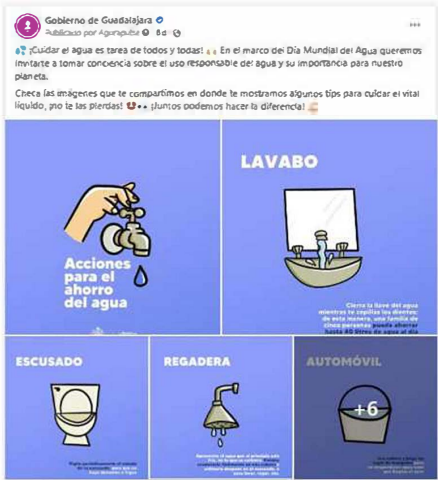 Gobierno de Guadalajara
Publicado por Agorapulse
8 d
¡Cuidar el agua es tarea de todos y todas! En el marco del Día Mundial del Agua queremos
invitarte a tomar conciencia sobre el uso responsable del agua y su importancia para nuestro
planeta.
Checa las imágenes que te compartimos en donde te mostramos algunos tips para cuidar el vital
líquido, ¡no te las pierdas! ¡Juntos podemos hacer la diferencia!
Acciones
para el
ahorro
del agua
LAVABO
Cierra la llave del agua
mientras te cepillas los dientes;
de esta manera, una familia de
cinco personas puede ahorrar
hasta 80 litros de agua al día
ESCUSADO
REGADERA
AUTOMÓVIL
+6